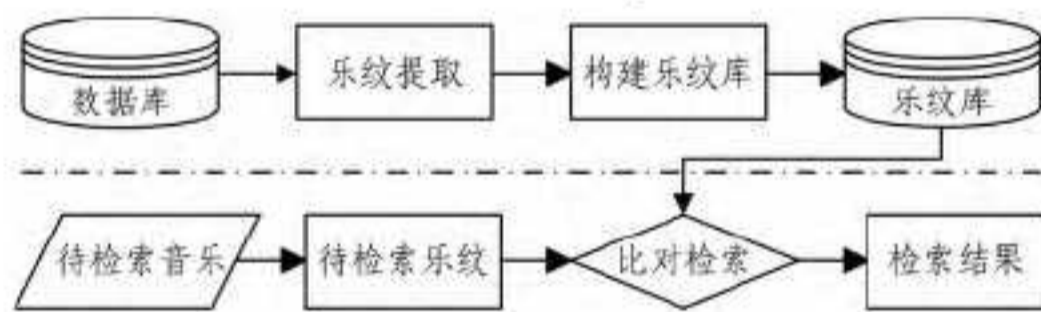 数据库
乐纹提取
构建乐纹库
乐纹库
待检索音乐
待检索乐纹
比对检索
检索结果